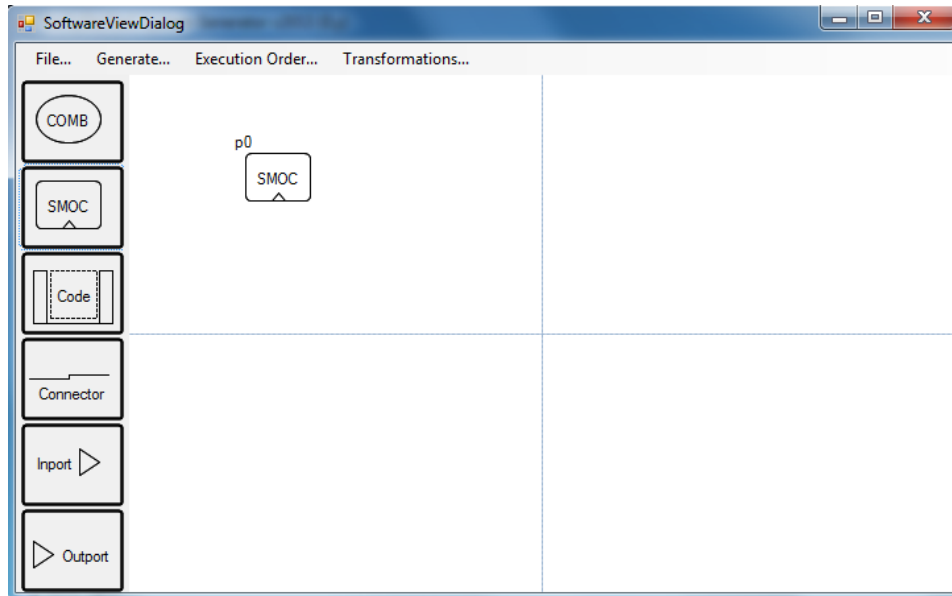 SoftwareViewDialog
File... Generate... Execution Order... Transformations...
COMB
p0
SMOC
SMOC
Code
Connector
Inport
Outport